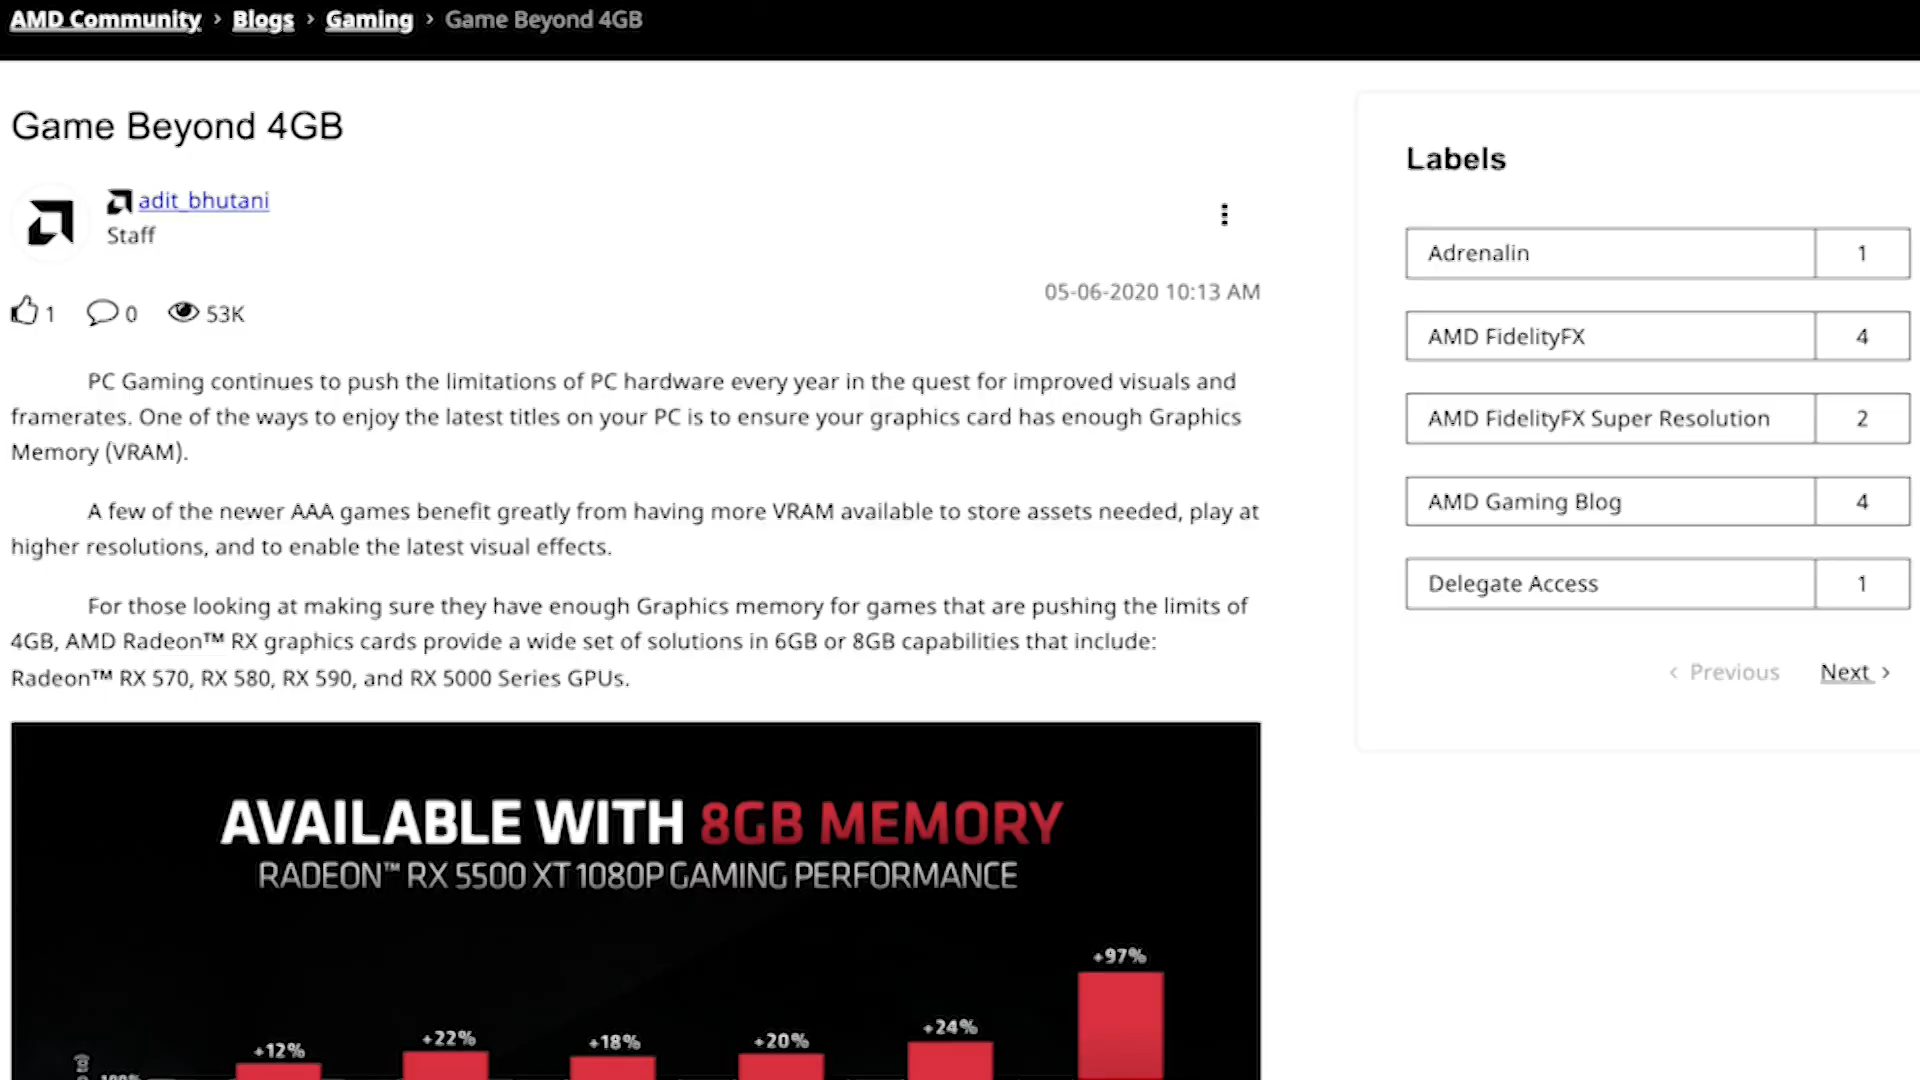 AMD Community › Blogs › Gaming › Game Beyond 4GB
Game Beyond 4GB
adit_bhutani
Staff
1 0 53K
05-06-2020 10:13 AM
PC Gaming continues to push the limitations of PC hardware every year in the quest for improved visuals and
framerates. One of the ways to enjoy the latest titles on your PC is to ensure your graphics card has enough Graphics
Memory (VRAM).
A few of the newer AAA games benefit greatly from having more VRAM available to store assets needed, play at
higher resolutions, and to enable the latest visual effects.
For those looking at making sure they have enough Graphics memory for games that are pushing the limits of
4GB, AMD Radeon™ RX graphics cards provide a wide set of solutions in 6GB or 8GB capabilities that include:
Radeon™ RX 570, RX 580, RX 590, and RX 5000 Series GPUs.
AVAILABLE WITH 8GB MEMORY
RADEON™ RX 5500 XT 1080P GAMING PERFORMANCE
+97%
+24%
+22%
+20%
+18%
+12%
Labels
Adrenalin 1
AMD FidelityFX 4
AMD FidelityFX Super Resolution 2
AMD Gaming Blog 4
Delegate Access 1
‹ Previous Next ›